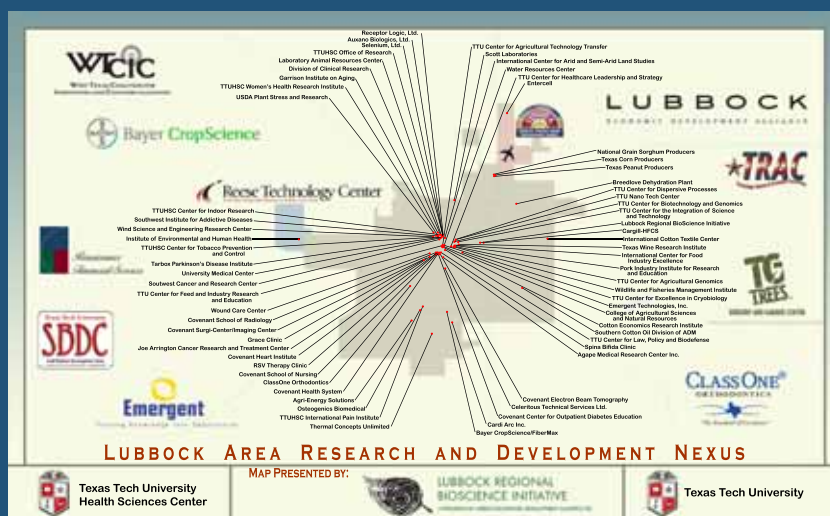 Receptor Logic, Ltd.
Auxano Biologics, Ltd.
Selenium, Ltd.
TTUHSC Office of Research
Laboratory Animal Resources Center
Division of Clinical Research
Garrison Institute on Aging
TTUHSC Women's Health Research Institute
USDA Plant Stress and Research
TTU Center for Agricultural Technology Transfer
Scott Laboratories
International Center for Arid and Semi-Arid Land Studies
Water Resources Center
TTU Center for Healthcare Leadership and Strategy
Entercell
WTCIC
Bayer CropScience
Reese Technology Center
LUBBOCK
ECONOMIC DEVELOPMENT ALLIANCE
National Grain Sorghum Producers
Texas Corn Producers
Texas Peanut Producers
TRAC
Breedlove Dehydration Plant
TTU Center for Dispersive Processes
TTU Nano Tech Center
TTU Center for Biotechnology and Genomics
TTU Center for the Integration of Science
and Technology
Lubbock Regional BioScience Initiative
Cargill-HFCS
International Cotton Textile Center
Texas Wine Research Institute
International Center for Food
Industry Excellence
Pork Industry Institute for Research
and Education
TTU Center for Agricultural Genomics
Wildlife and Fisheries Management Institute
TTU Center for Excellence in Cryobiology
Emergent Technologies, Inc.
College of Agricultural Sciences
and Natural Resources
Cotton Economics Research Institute
Southern Cotton Oil Division of ADM
TTU Center for Law, Policy and Biodefense
Spina Bifida Clinic
Agape Medical Research Center Inc.
TTUHSC Center for Indoor Research
Southwest Institute for Addictive Diseases
Wind Science and Engineering Research Center
Institute of Environmental and Human Health
TTUHSC Center for Tobacco Prevention
and Control
Tarbox Parkinson's Disease Institute
University Medical Center
Soutwest Cancer and Research Center
TTU Center for Feed and Industry Research
and Education
Wound Care Center
Covenant School of Radiology
Covenant Surgi-Center/Imaging Center
Grace Clinic
Joe Arrington Cancer Research and Treatment Center
Covenant Heart Institute
RSV Therapy Clinic
Covenant School of Nursing
ClassOne Orthodontics
Covenant Health System
Agri-Energy Solutions
Osteogenics Biomedical
TTUHSC International Pain Institute
Thermal Concepts Unlimited
Covenant Electron Beam Tomography
Celeritous Technical Services Ltd.
Covenant Center for Outpatient Diabetes Education
Cardi Arc Inc.
Bayer CropScience/FiberMax
SBDC
Emergent
TC
TREES
CLASSONE
ORTHODONTICS
LUBBOCK AREA RESEARCH AND DEVELOPMENT NEXUS
MAP PRESENTED BY:
Texas Tech University
Health Sciences Center
LUBBOCK REGIONAL
BIOSCIENCE INITIATIVE
Texas Tech University